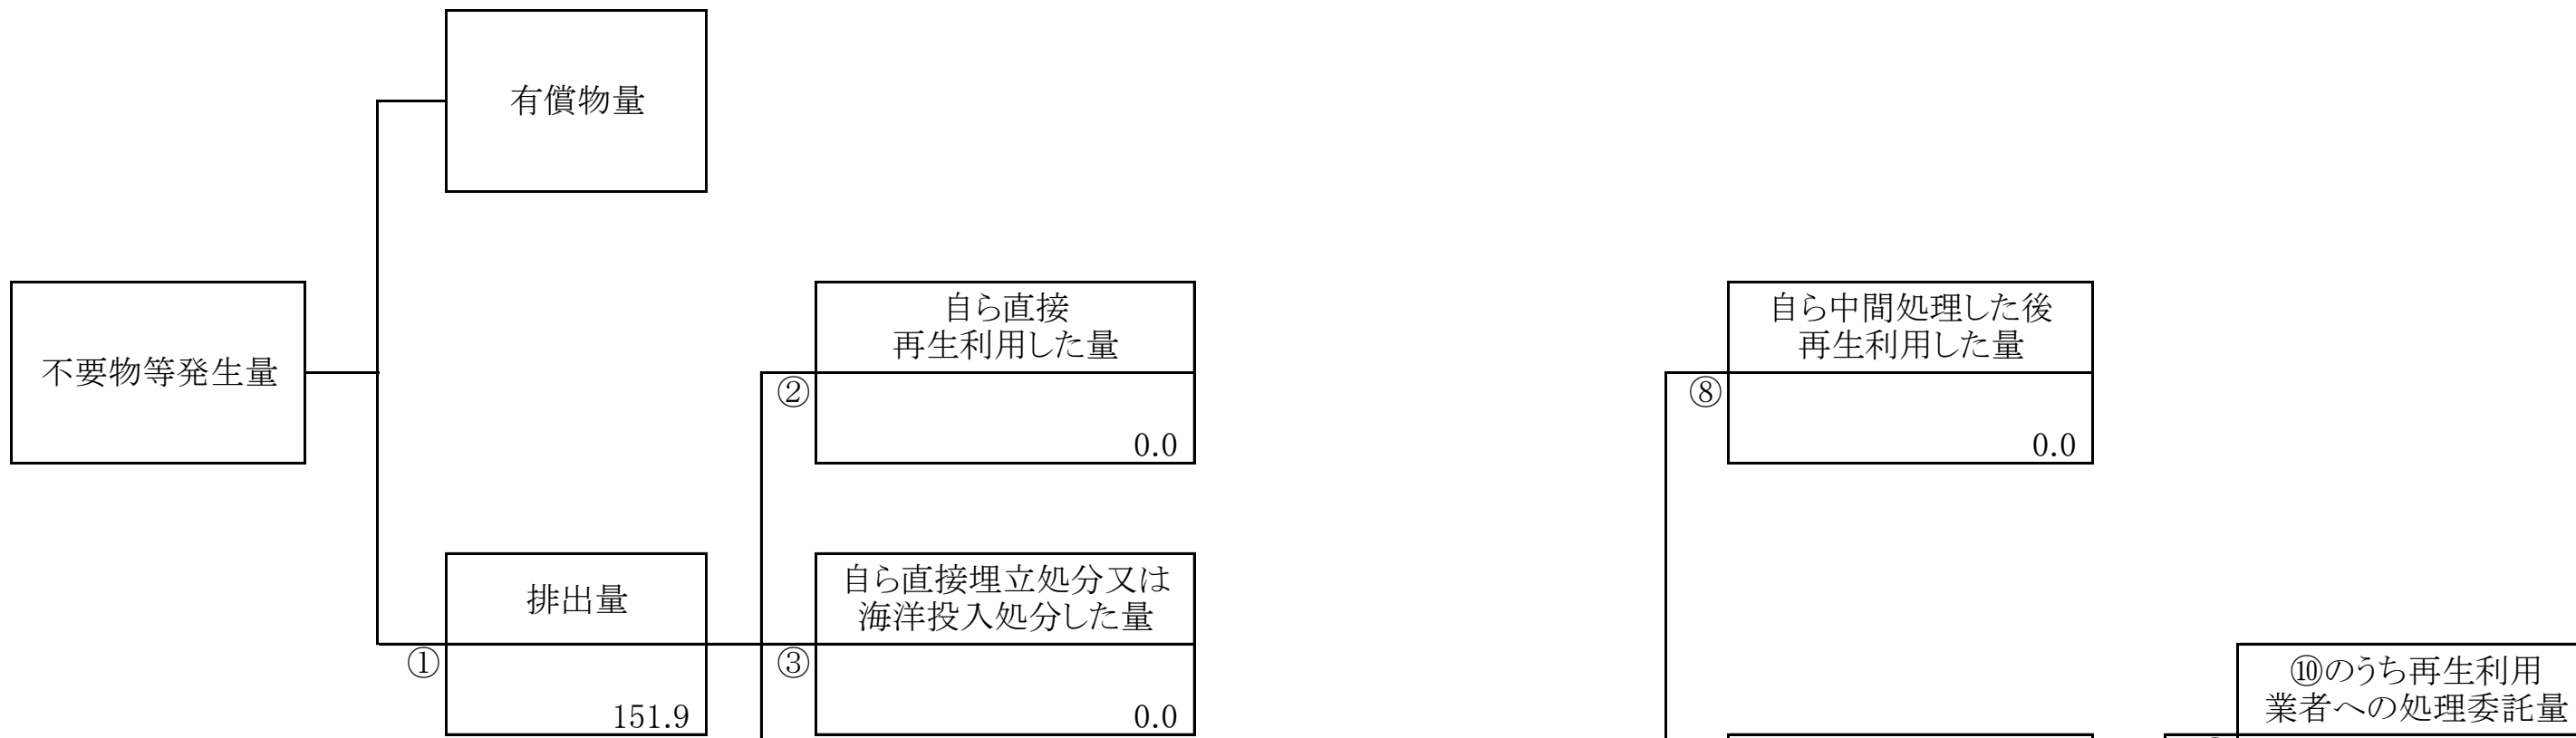 有償物量
不要物等発生量
自ら直接
再生利用した量
②
0.0
自ら中間処理した後
再生利用した量
⑧
0.0
排出量
①
151.9
自ら直接埋立処分又は
海洋投入処分した量
③
0.0
⑩のうち再生利用
業者への処理委託量